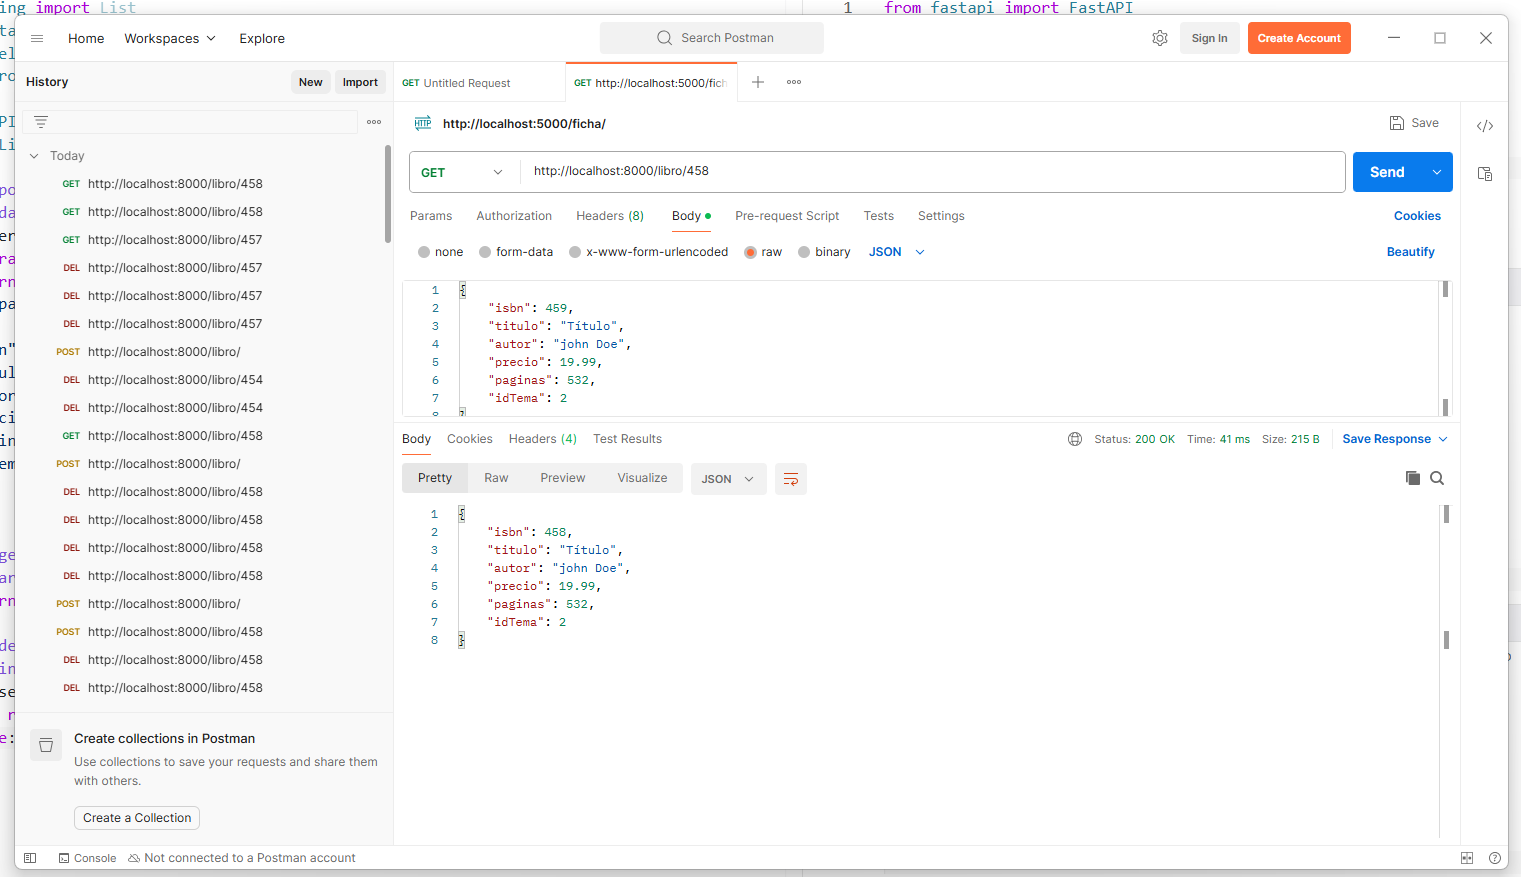 ing import List
1 from fastapi import FastAPI
Home Workspaces Explore
Search Postman
Sign In Create Account
History New Import
GET Untitled Request
GET http://localhost:5000/fich
HTTP http://localhost:5000/ficha/
Save
Today
GET http://localhost:8000/libro/458
GET http://localhost:8000/libro/458
GET http://localhost:8000/libro/457
DEL http://localhost:8000/libro/457
DEL http://localhost:8000/libro/457
DEL http://localhost:8000/libro/457
POST http://localhost:8000/libro/
DEL http://localhost:8000/libro/454
DEL http://localhost:8000/libro/454
GET http://localhost:8000/libro/458
POST http://localhost:8000/libro/
DEL http://localhost:8000/libro/458
DEL http://localhost:8000/libro/458
DEL http://localhost:8000/libro/458
DEL http://localhost:8000/libro/458
POST http://localhost:8000/libro/
POST http://localhost:8000/libro/458
DEL http://localhost:8000/libro/458
DEL http://localhost:8000/libro/458
Create collections in Postman
Use collections to save your requests and share them
with others.
Create a Collection
GET http://localhost:8000/libro/458 Send
Params Authorization Headers (8) Body Pre-request Script Tests Settings Cookies
none form-data x-www-form-urlencoded raw binary JSON Beautify
1 {
2 "isbn": 459,
3 "titulo": "Título",
4 "autor": "john Doe",
5 "precio": 19.99,
6 "paginas": 532,
7 "idTema": 2
8 }
Body Cookies Headers (4) Test Results Status: 200 OK Time: 41 ms Size: 215 B Save Response
Pretty Raw Preview Visualize JSON
1 {
2 "isbn": 458,
3 "titulo": "Título",
4 "autor": "john Doe",
5 "precio": 19.99,
6 "paginas": 532,
7 "idTema": 2
8 }
Console Not connected to a Postman account